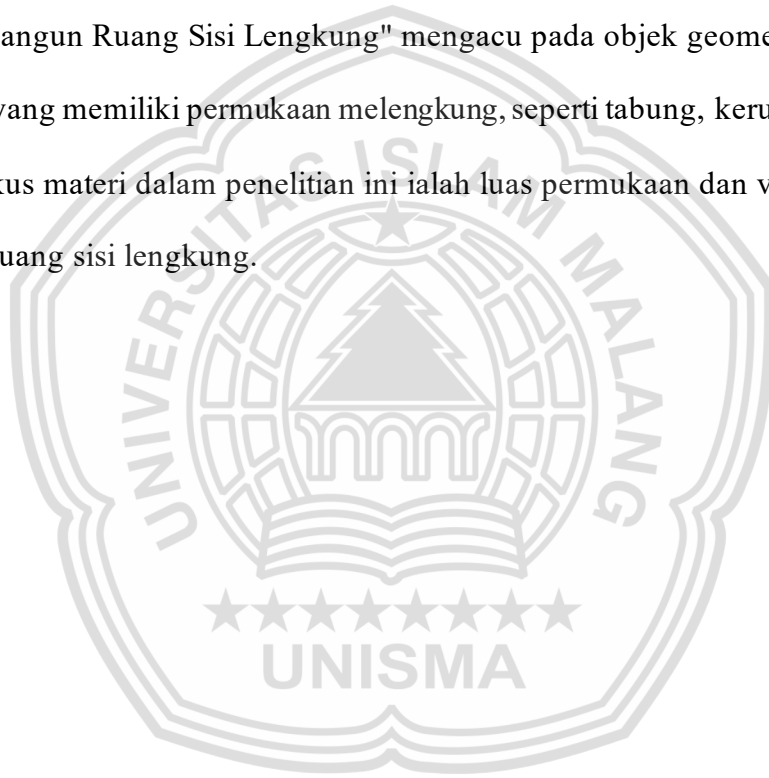 angun Ruang Sisi Lengkung" mengacu pada objek geome
yang memiliki permukaan melengkung, seperti tabung, keru
kus materi dalam penelitian ini ialah luas permukaan dan v
uang sisi lengkung.
UNIVERSITAS ISLAM MALANG
UNISMA